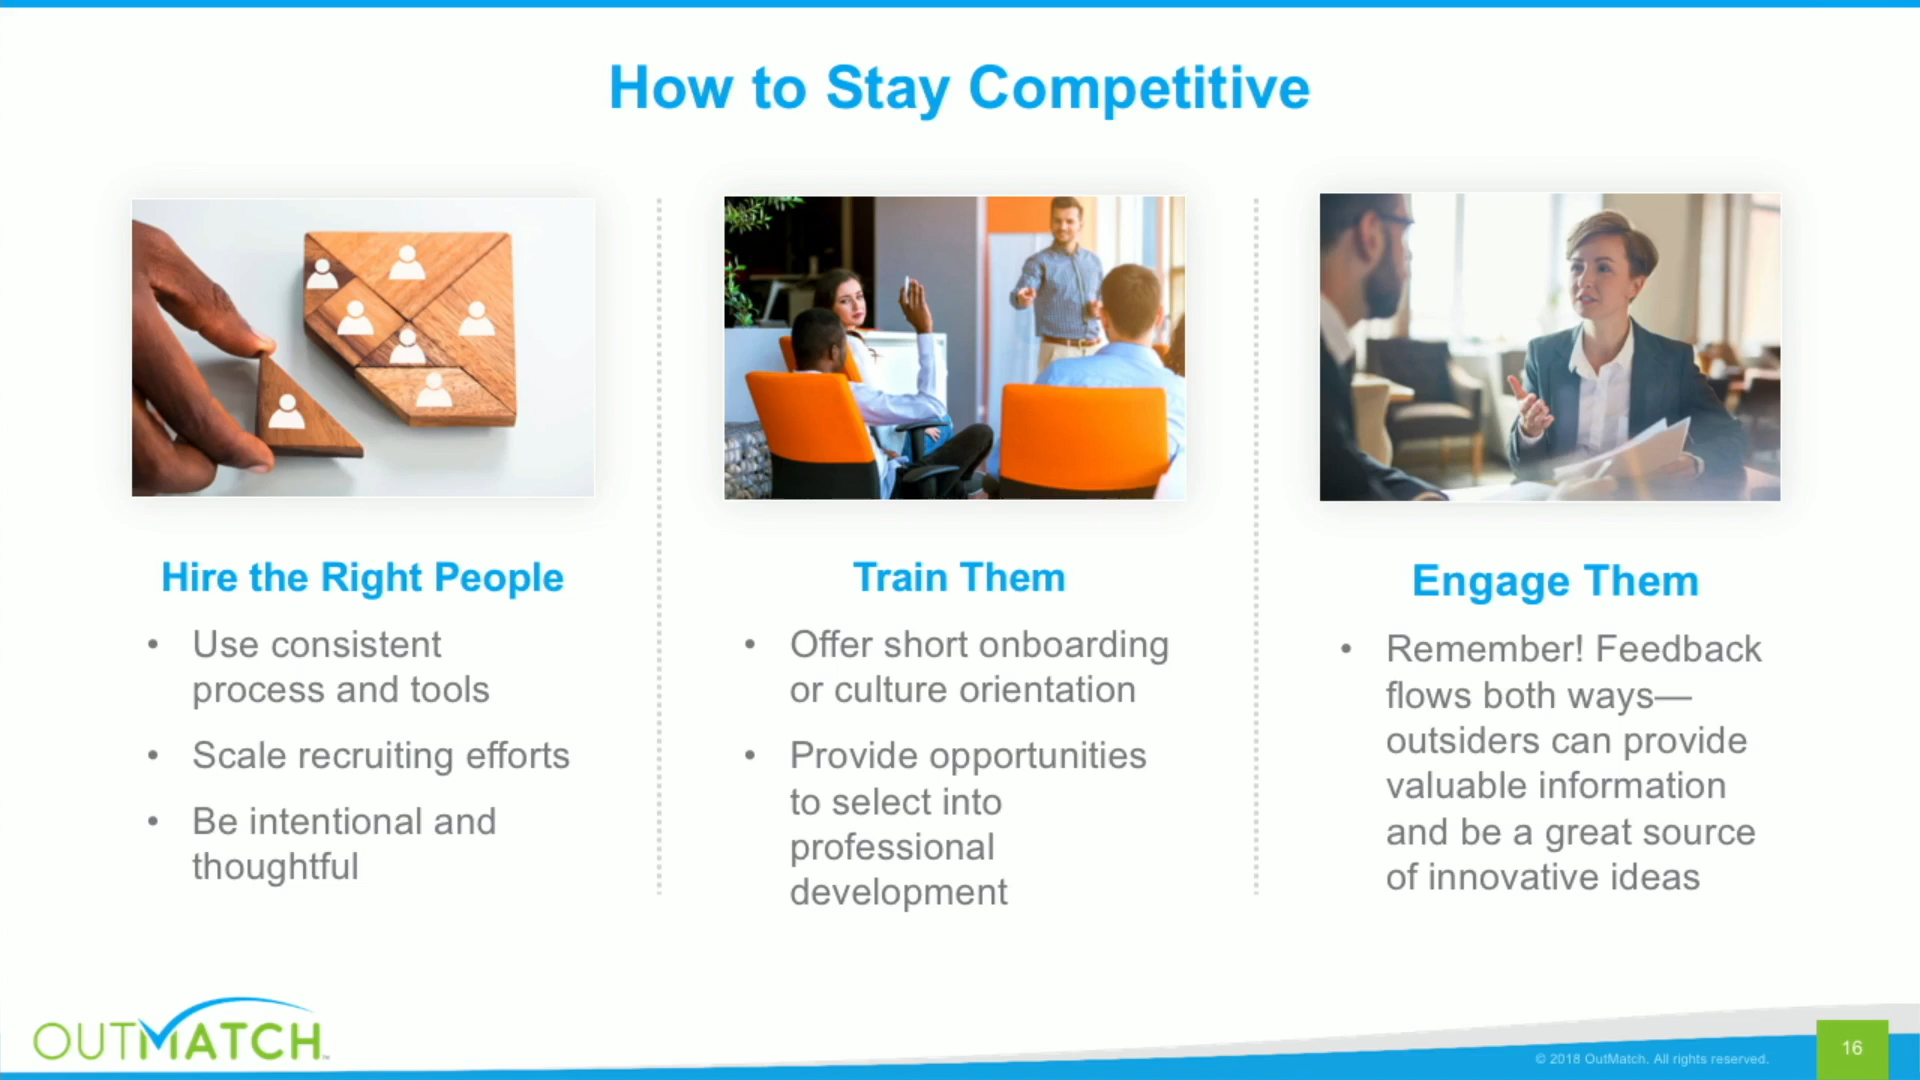 How to Stay Competitive
Hire the Right People
• Use consistent
process and tools
• Scale recruiting efforts
• Be intentional and
thoughtful
Train Them
• Offer short onboarding
or culture orientation
• Provide opportunities
to select into
professional
development
Engage Them
• Remember! Feedback
flows both ways—
outsiders can provide
valuable information
and be a great source
of innovative ideas
OUTMATCH™
© 2018 OutMatch. All rights reserved.
16